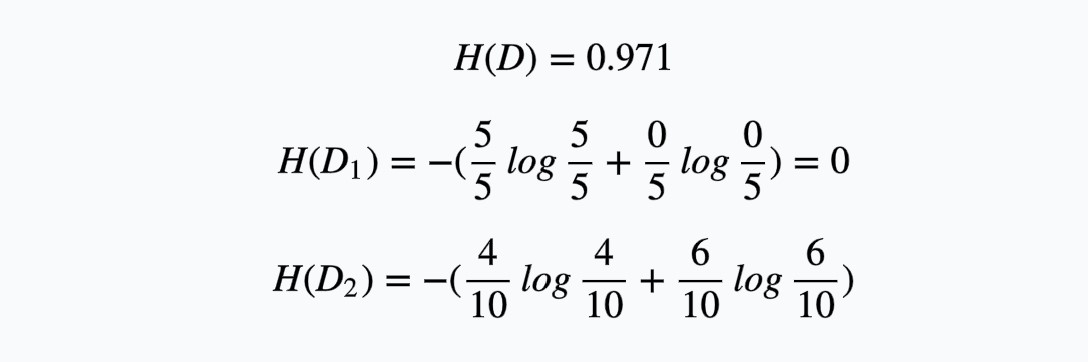 H(D) = 0.971
H(D₁) = −(5/5 log 5/5 + 0/5 log 0/5) = 0
H(D₂) = −(4/10 log 4/10 + 6/10 log 6/10)